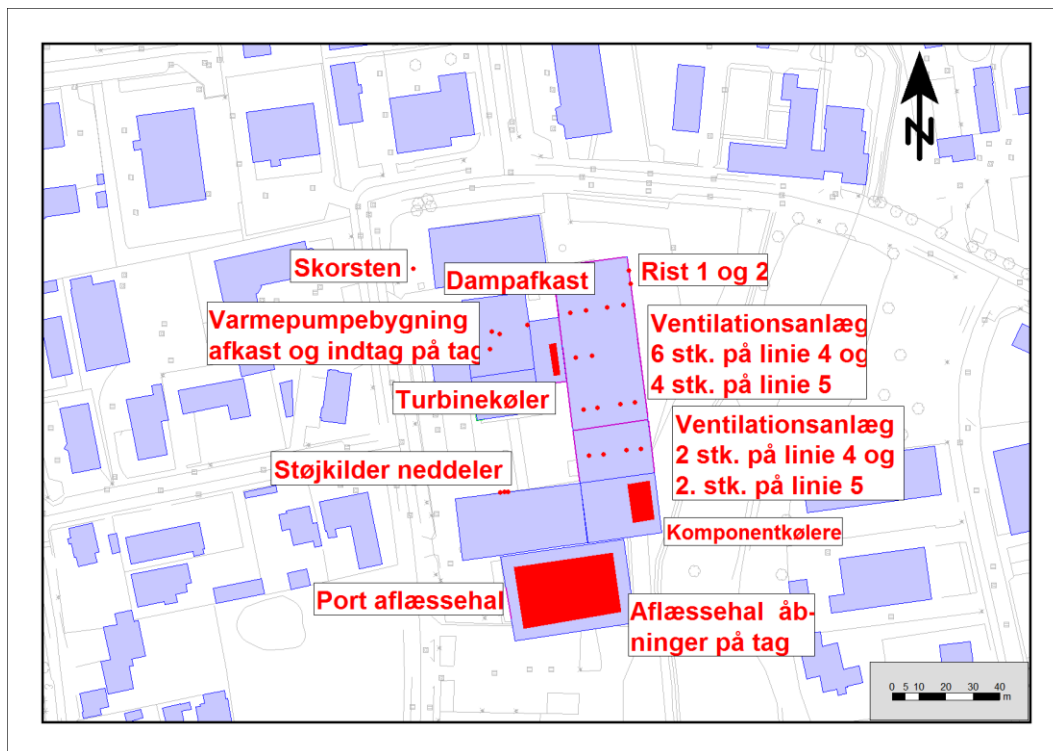 N
Skorsten
Dampafkast
Rist 1 og 2
Varmepumpebygning
afkast og indtag på tag
Ventilationsanlæg
6 stk. på linie 4 og
4 stk. på linie 5
Turbinekøler
Ventilationsanlæg
2 stk. på linie 4 og
2. stk. på linie 5
Støjkilder neddeler
Komponentkølere
Port aflæssehal
Aflæssehal åb-
ninger på tag
0 5 10 20 30 40
m